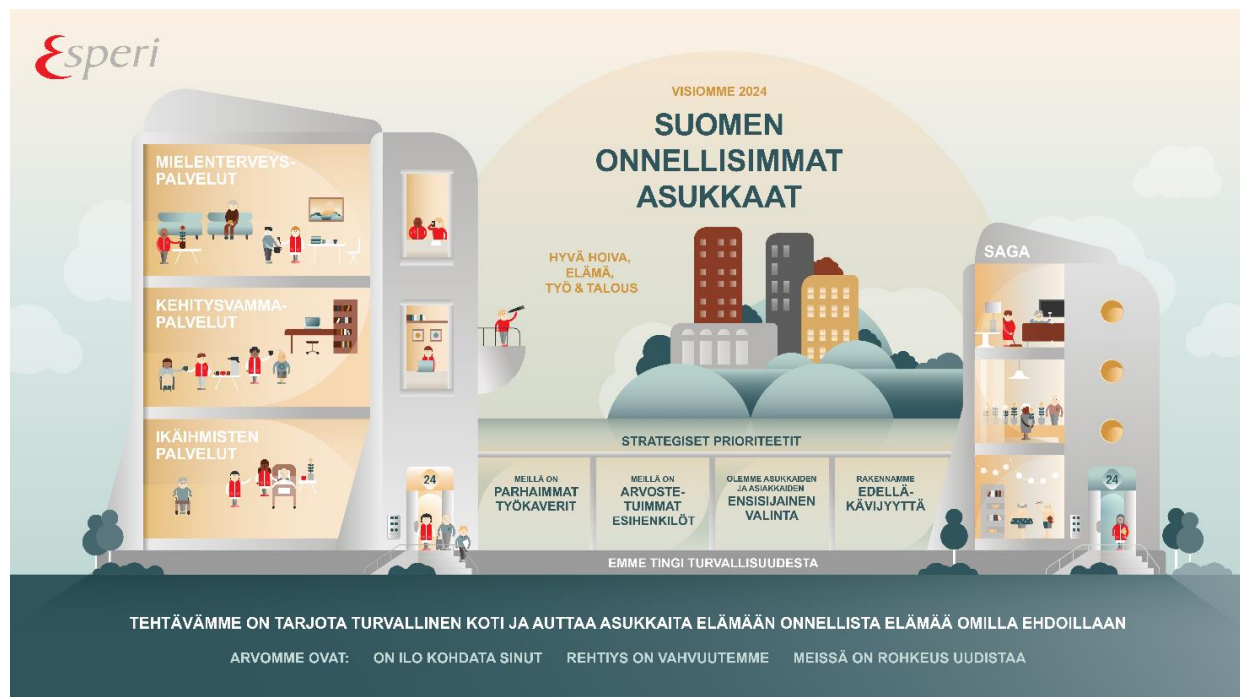 Esperi
VISIOMME 2024
SUOMEN
ONNELLISIMMAT
ASUKKAAT
HYVÄ HOIVA,
ELÄMÄ,
TYÖ & TALOUS
MIELENTERVEYS-
PALVELUT
KEHITYSVAMMA-
PALVELUT
IKÄIHMISTEN
PALVELUT
24
SAGA
24
STRATEGISET PRIORITEETIT
MEILLÄ ON
PARHAIMMAT
TYÖKAVERIT
MEILLÄ ON
ARVOSTE-
TUIMMAT
ESIHENKILÖT
OLEMME ASUKKAIDEN
JA ASIAKKAIDEN
ENSISIJAINEN
VALINTA
RAKENNAMME
EDELLÄ-
KÄVIJYYTTÄ
EMME TINGI TURVALLISUUDESTA
TEHTÄVÄMME ON TARJOTA TURVALLINEN KOTI JA AUTTAA ASUKKAITA ELÄMÄÄN ONNELLISTA ELÄMÄÄ OMILLA EHDOILLAAN
ARVOMME OVAT: ON ILO KOHDATA SINUT REHTIYS ON VAHVUUTEMME MEISSÄ ON ROHKEUS UUDISTAA